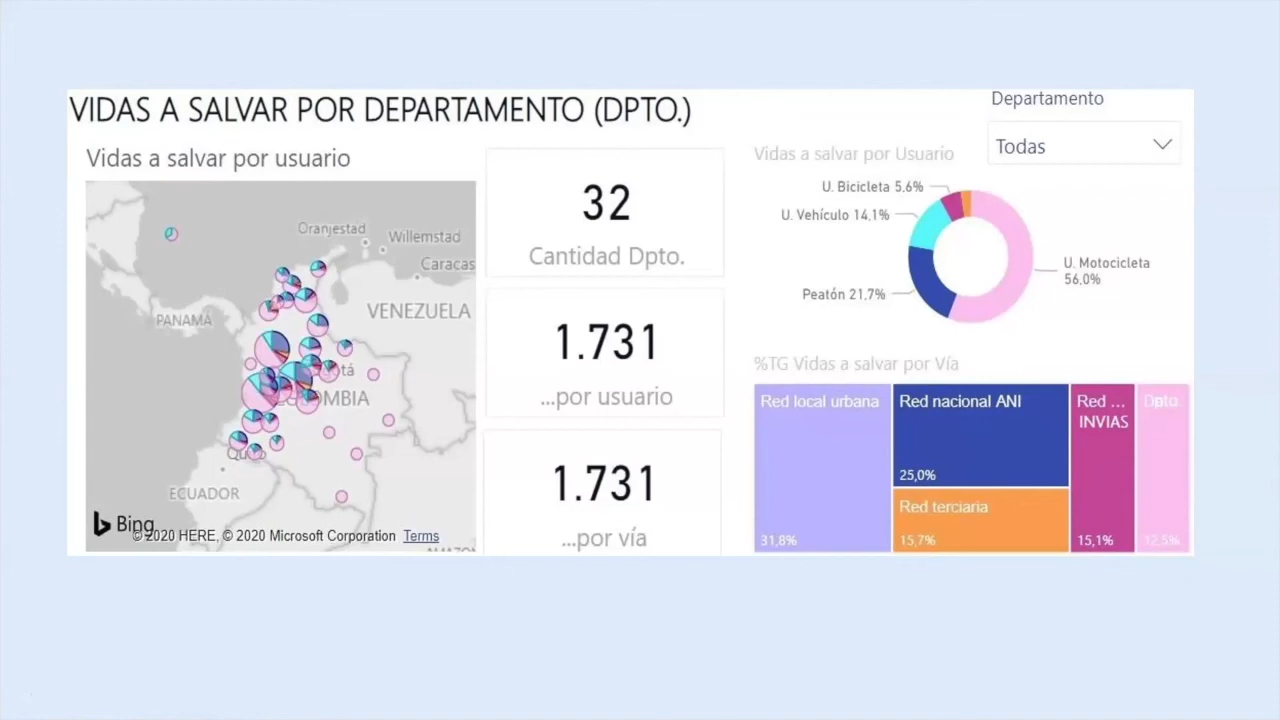 VIDAS A SALVAR POR DEPARTAMENTO (DPTO.)
Departamento
Todas
Vidas a salvar por usuario
Oranjestad
Willemstad
Caracas
PANAMÁ
VENEZUELA
COLOMBIA
Quito
ECUADOR
Bing
© 2020 HERE, © 2020 Microsoft Corporation Terms
32
Cantidad Dpto.
1.731
...por usuario
1.731
...por vía
Vidas a salvar por Usuario
U. Bicicleta 5,6%
U. Vehículo 14,1%
Peatón 21,7%
U. Motocicleta
56,0%
%TG Vidas a salvar por Vía
Red local urbana
31,8%
Red nacional ANI
25,0%
Red terciaria
15,7%
Red ...
INVIAS
15,1%
Dpto.
12,5%